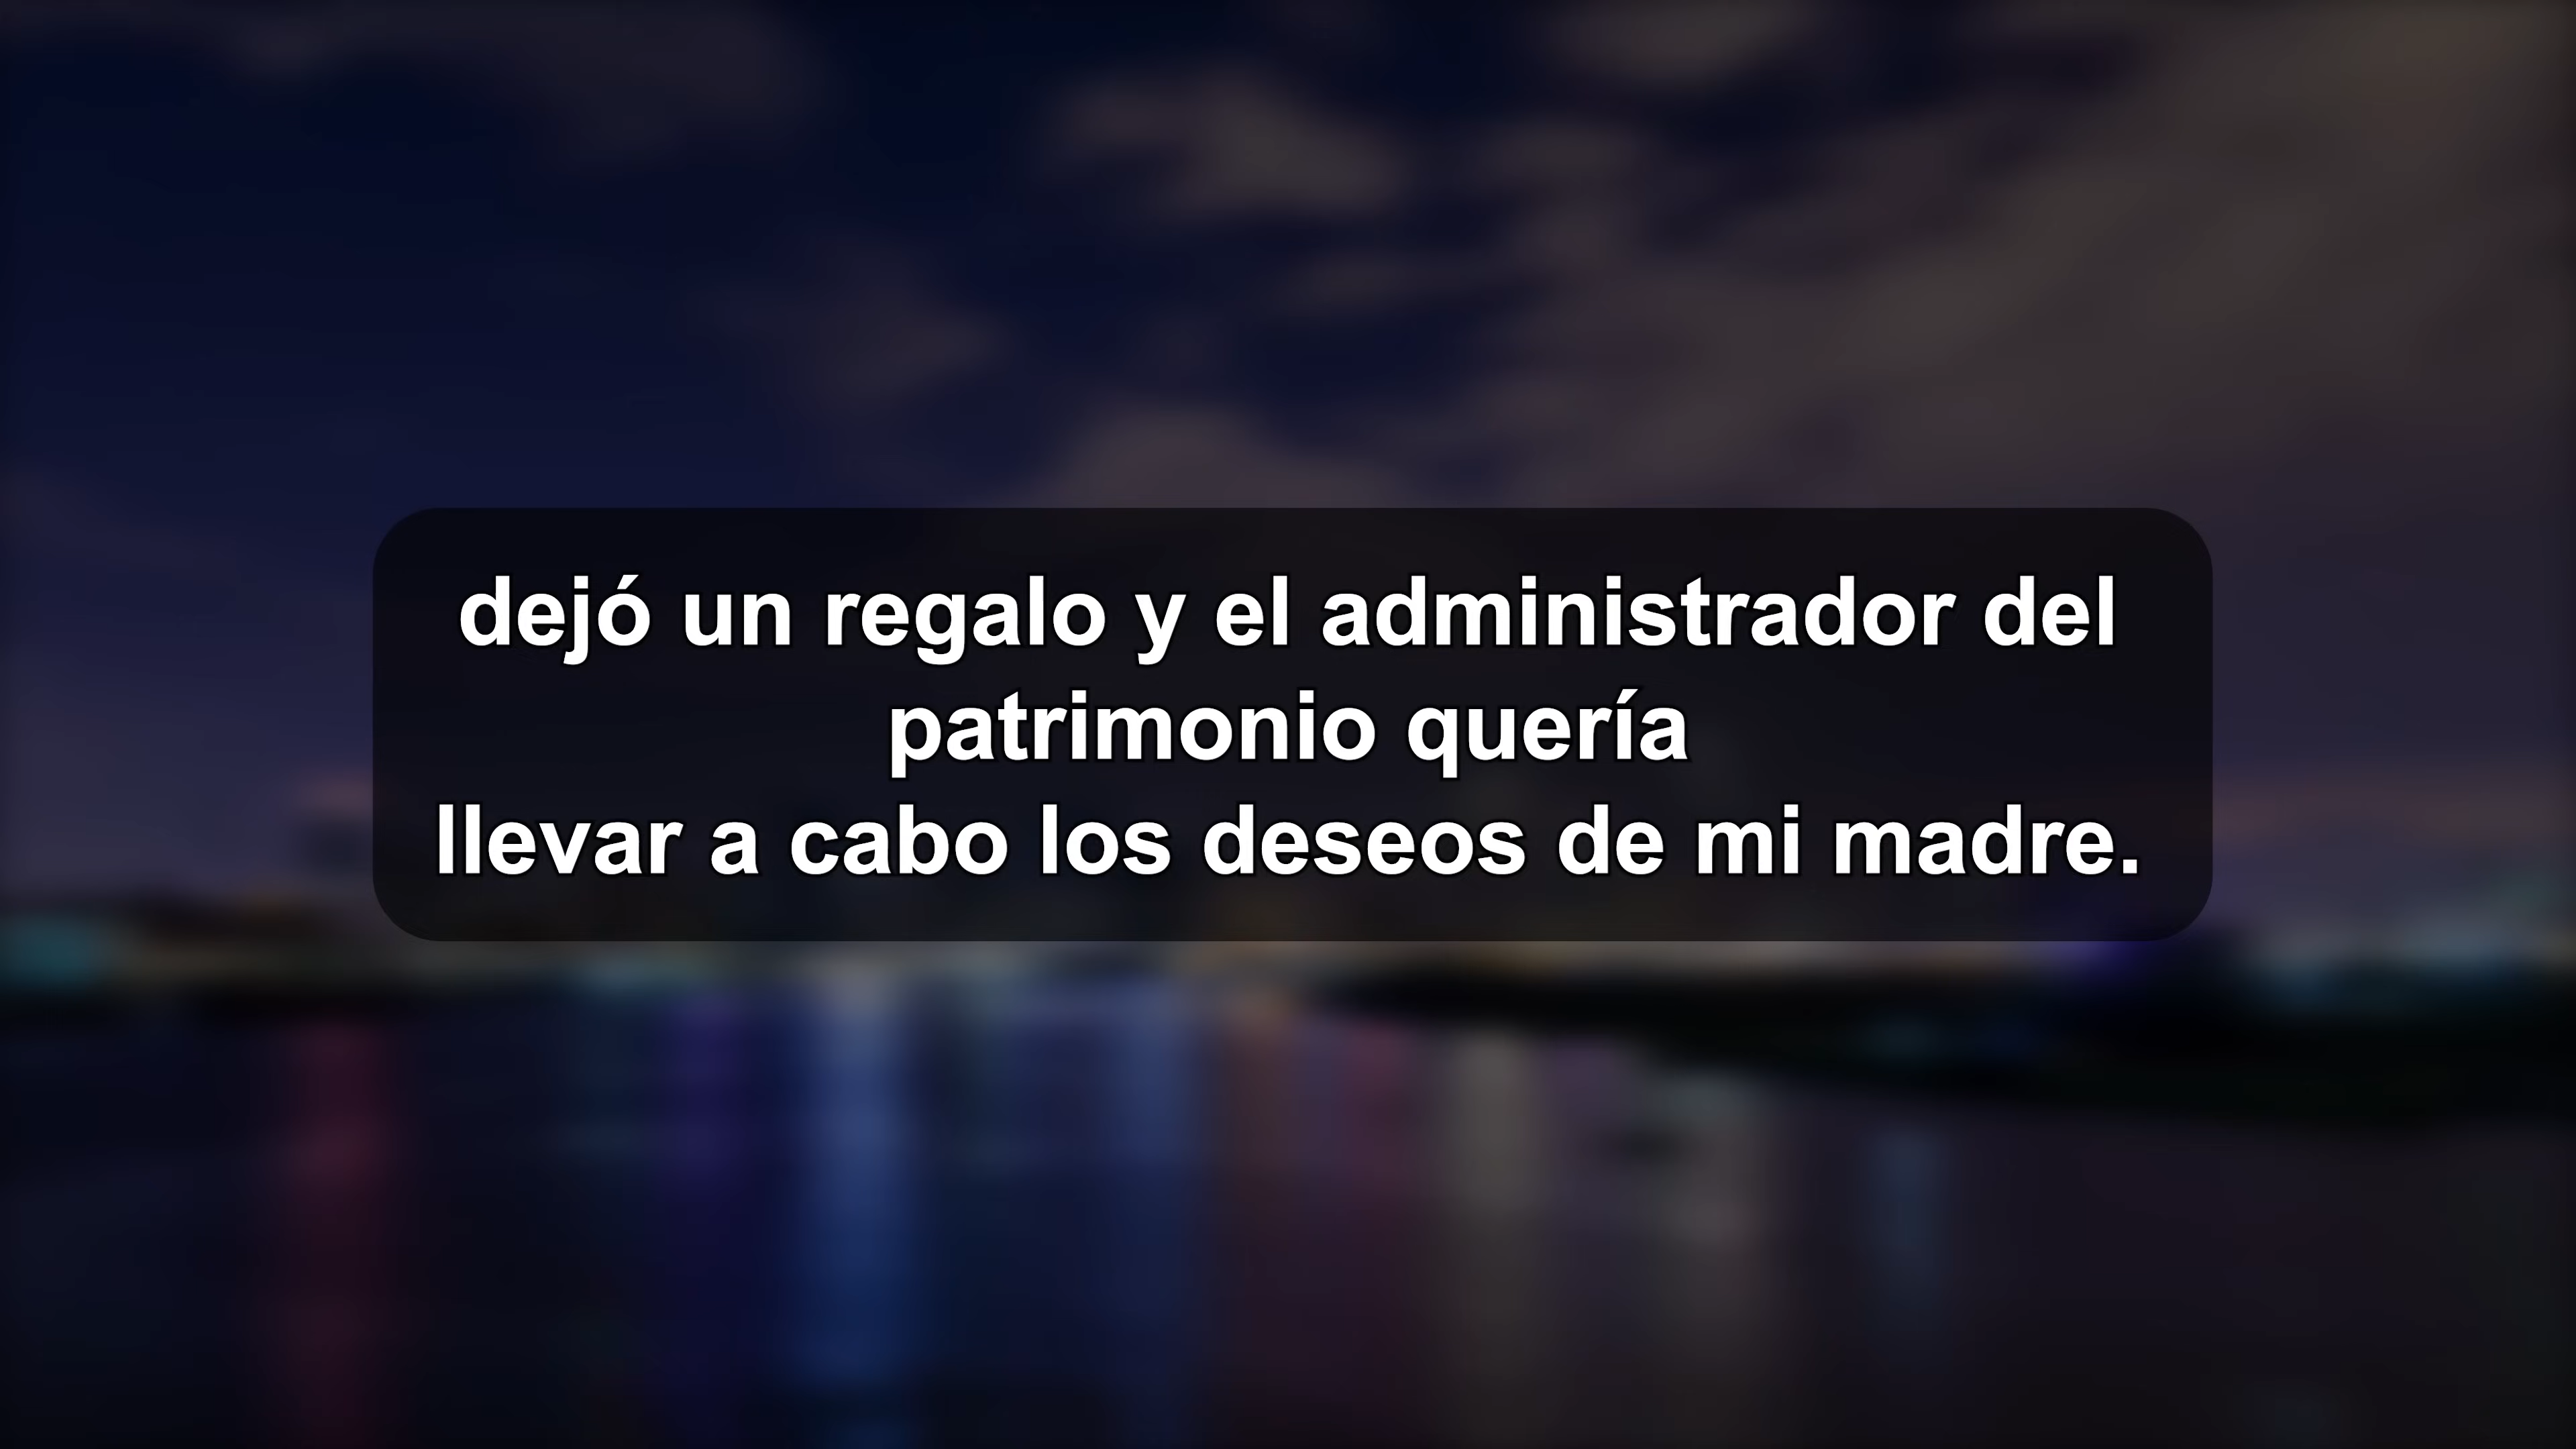 dejó un regalo y el administrador del
patrimonio quería
llevar a cabo los deseos de mi madre.